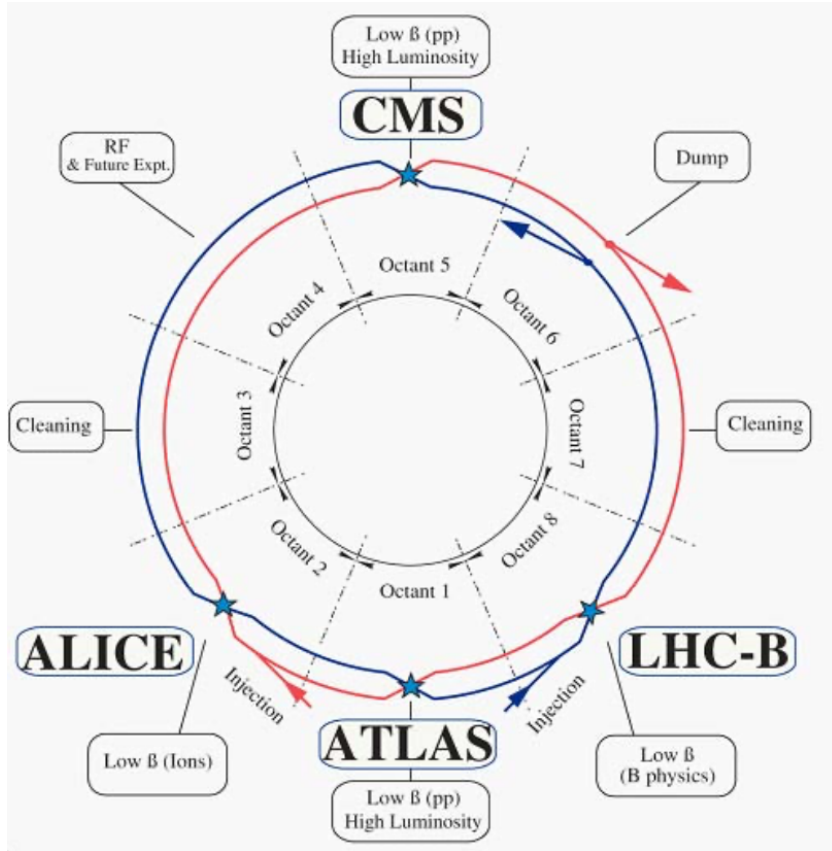 Low ß (pp)
High Luminosity
CMS
RF
& Future Expt.
Dump
Octant 5
Octant 4
Octant 6
Cleaning
Octant 3
Octant 7
Cleaning
Octant 2
Octant 8
Octant 1
ALICE
LHC-B
Injection
Injection
ATLAS
Low ß (Ions)
Low ß
(B physics)
Low ß (pp)
High Luminosity